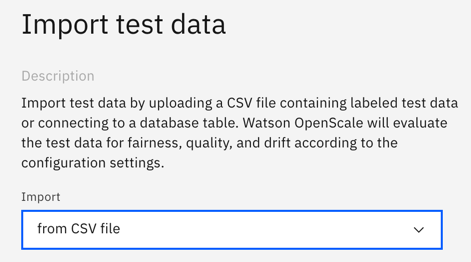 Import test data
Description
Import test data by uploading a CSV file containing labeled test data
or connecting to a database table. Watson OpenScale will evaluate
the test data for fairness, quality, and drift according to the
configuration settings.
Import
from CSV file